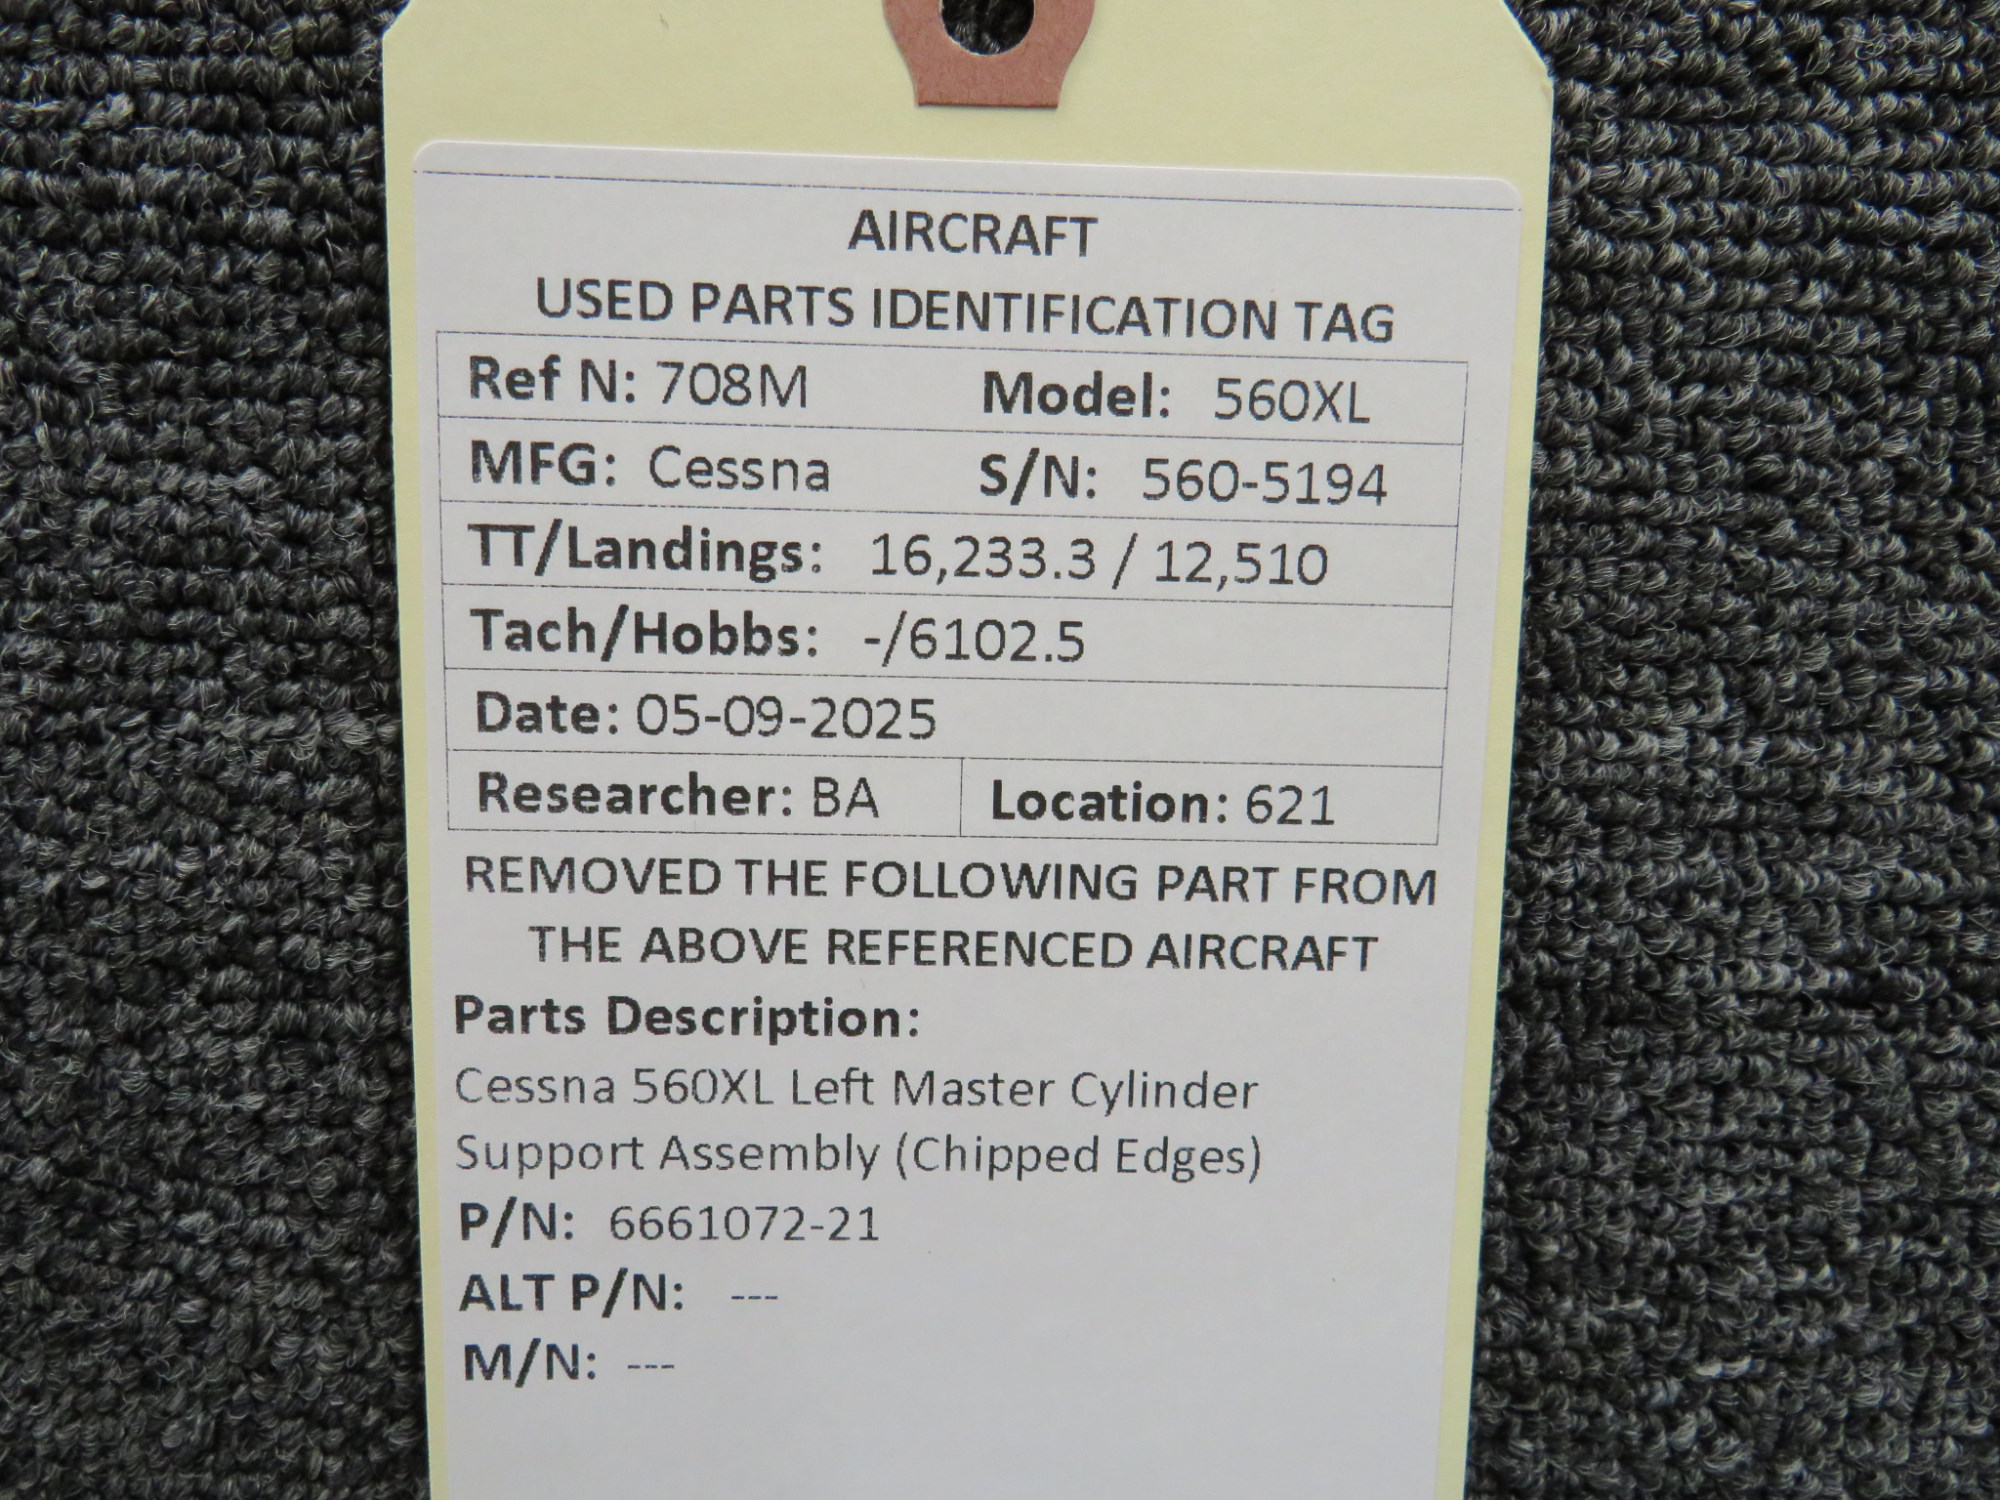 AIRCRAFT
USED PARTS IDENTIFICATION TAG
Ref N: 708M Model: 560XL
MFG: Cessna S/N: 560-5194
TT/Landings: 16,233.3 / 12,510
Tach/Hobbs: -/6102.5
Date: 05-09-2025
Researcher: BA Location: 621
REMOVED THE FOLLOWING PART FROM
THE ABOVE REFERENCED AIRCRAFT
Parts Description:
Cessna 560XL Left Master Cylinder
Support Assembly (Chipped Edges)
P/N: 6661072-21
ALT P/N: ---
M/N: ---